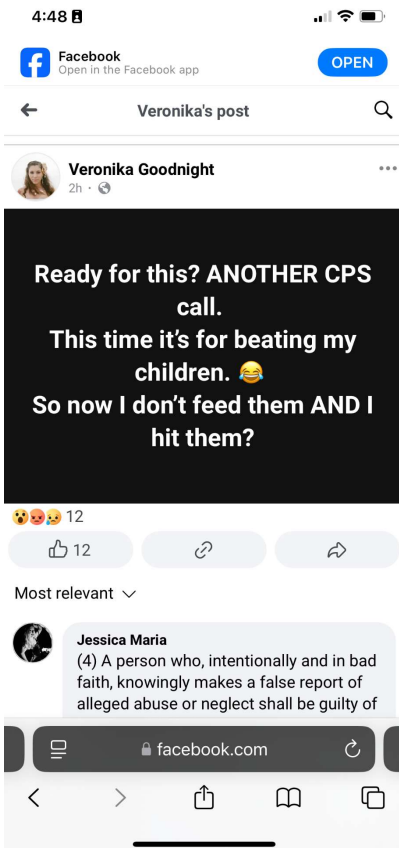 4:48
Facebook
Open in the Facebook app
OPEN
Veronika's post
Veronika Goodnight
2h ·
Ready for this? ANOTHER CPS
call.
This time it's for beating my
children. 😂
So now I don't feed them AND I
hit them?
12
12
Most relevant
Jessica Maria
(4) A person who, intentionally and in bad
faith, knowingly makes a false report of
alleged abuse or neglect shall be guilty of
facebook.com